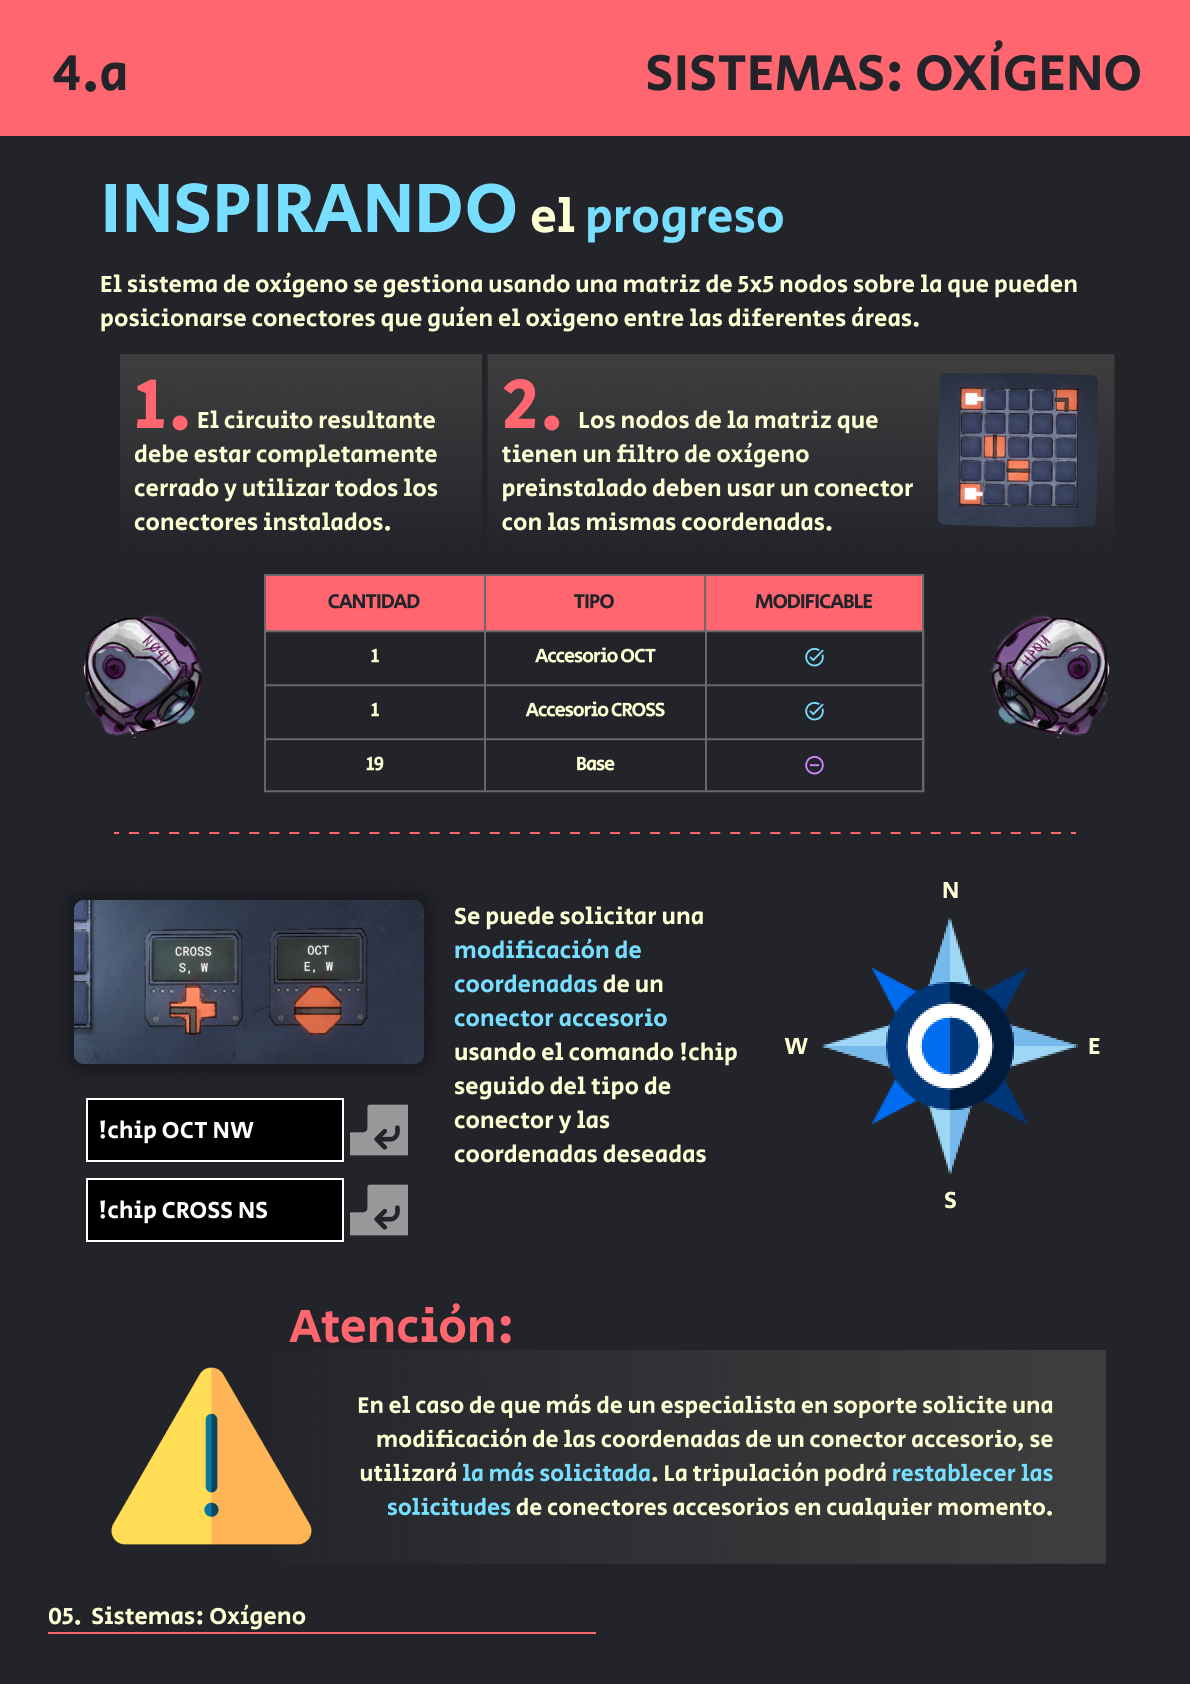 4.a
SISTEMAS: OXÍGENO
INSPIRANDO el progreso
El sistema de oxígeno se gestiona usando una matriz de 5x5 nodos sobre la que pueden
posicionarse conectores que guíen el oxigeno entre las diferentes áreas.
1. El circuito resultante
debe estar completamente
cerrado y utilizar todos los
conectores instalados.
2. Los nodos de la matriz que
tienen un filtro de oxígeno
preinstalado deben usar un conector
con las mismas coordenadas.
CANTIDAD TIPO MODIFICABLE
1 Accesorio OCT
1 Accesorio CROSS
19 Base
CROSS
S, W
OCT
E, W
!chip OCT NW
!chip CROSS NS
Se puede solicitar una
modificación de
coordenadas de un
conector accesorio
usando el comando !chip
seguido del tipo de
conector y las
coordenadas deseadas
N
W
E
S
Atención:
En el caso de que más de un especialista en soporte solicite una
modificación de las coordenadas de un conector accesorio, se
utilizará la más solicitada. La tripulación podrá restablecer las
solicitudes de conectores accesorios en cualquier momento.
05. Sistemas: Oxígeno